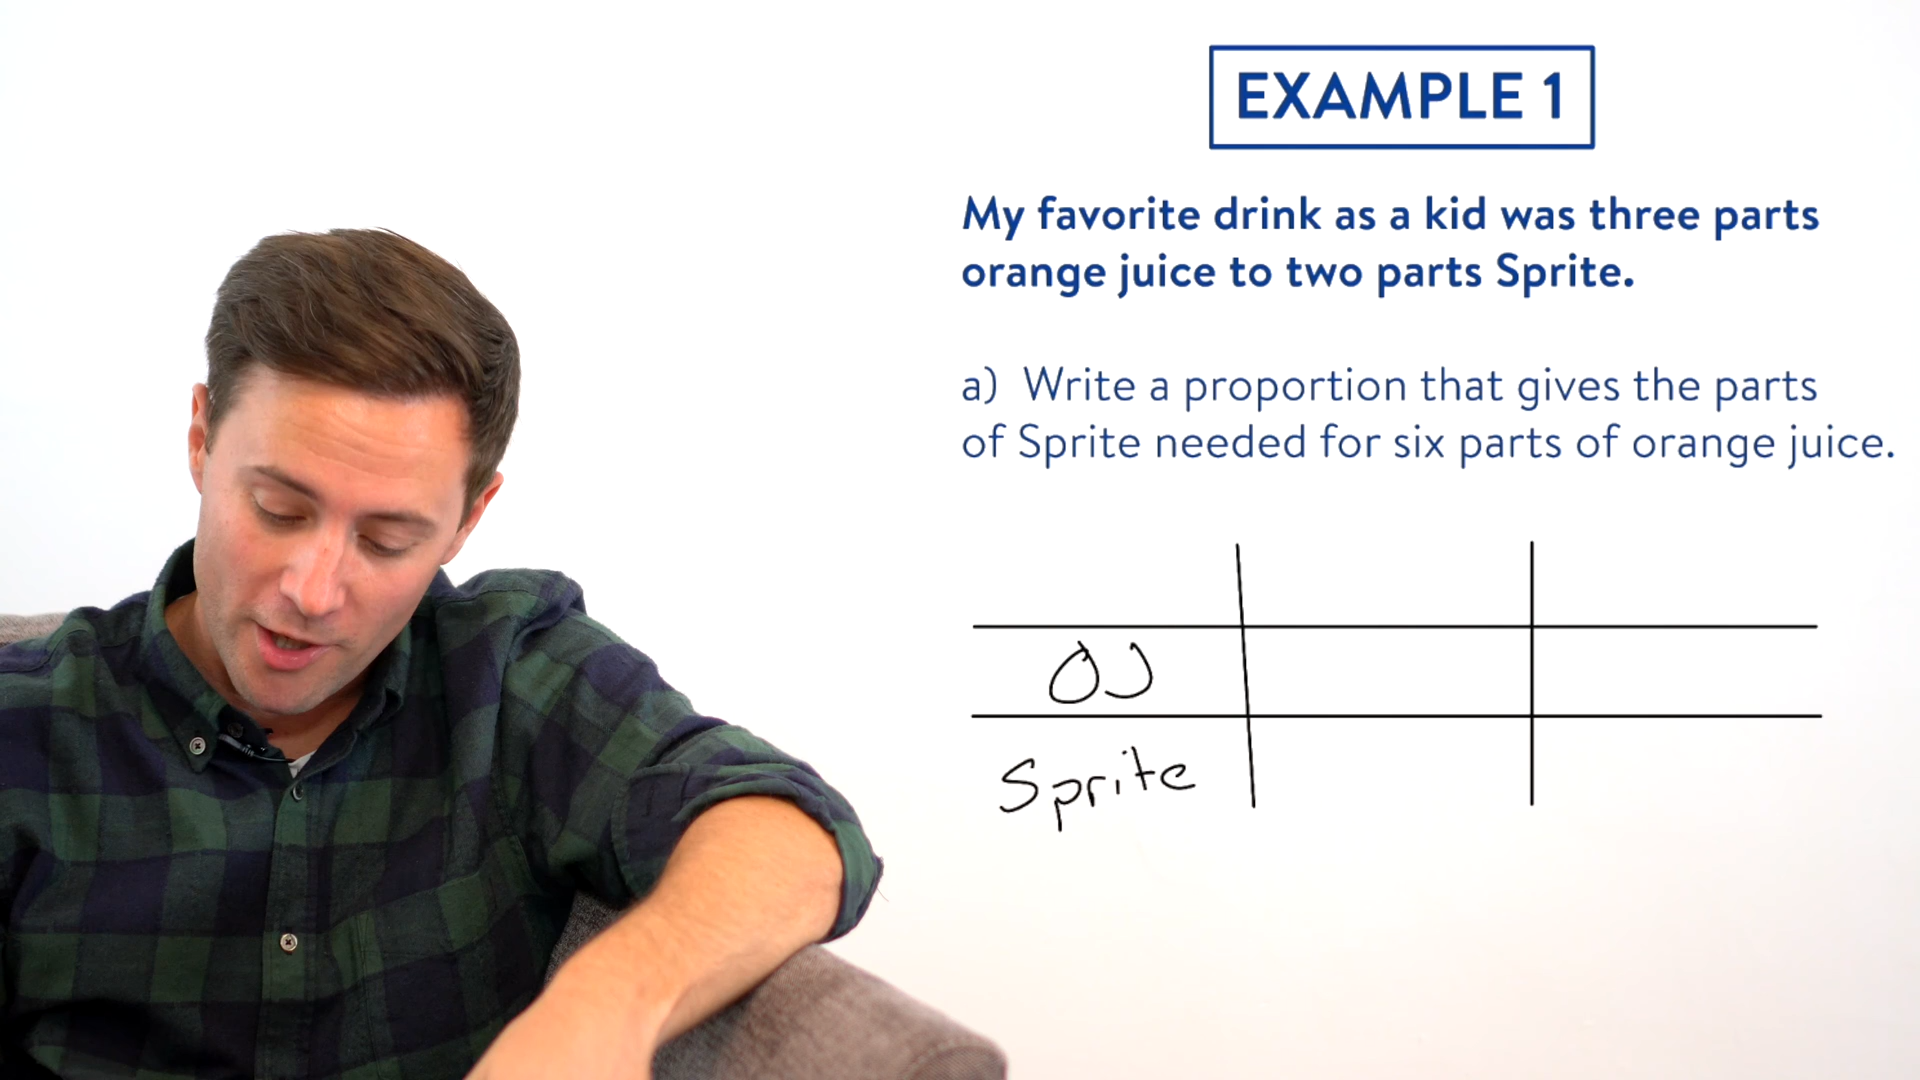 EXAMPLE 1
My favorite drink as a kid was three parts
orange juice to two parts Sprite.
a) Write a proportion that gives the parts
of Sprite needed for six parts of orange juice.
OJ
Sprite